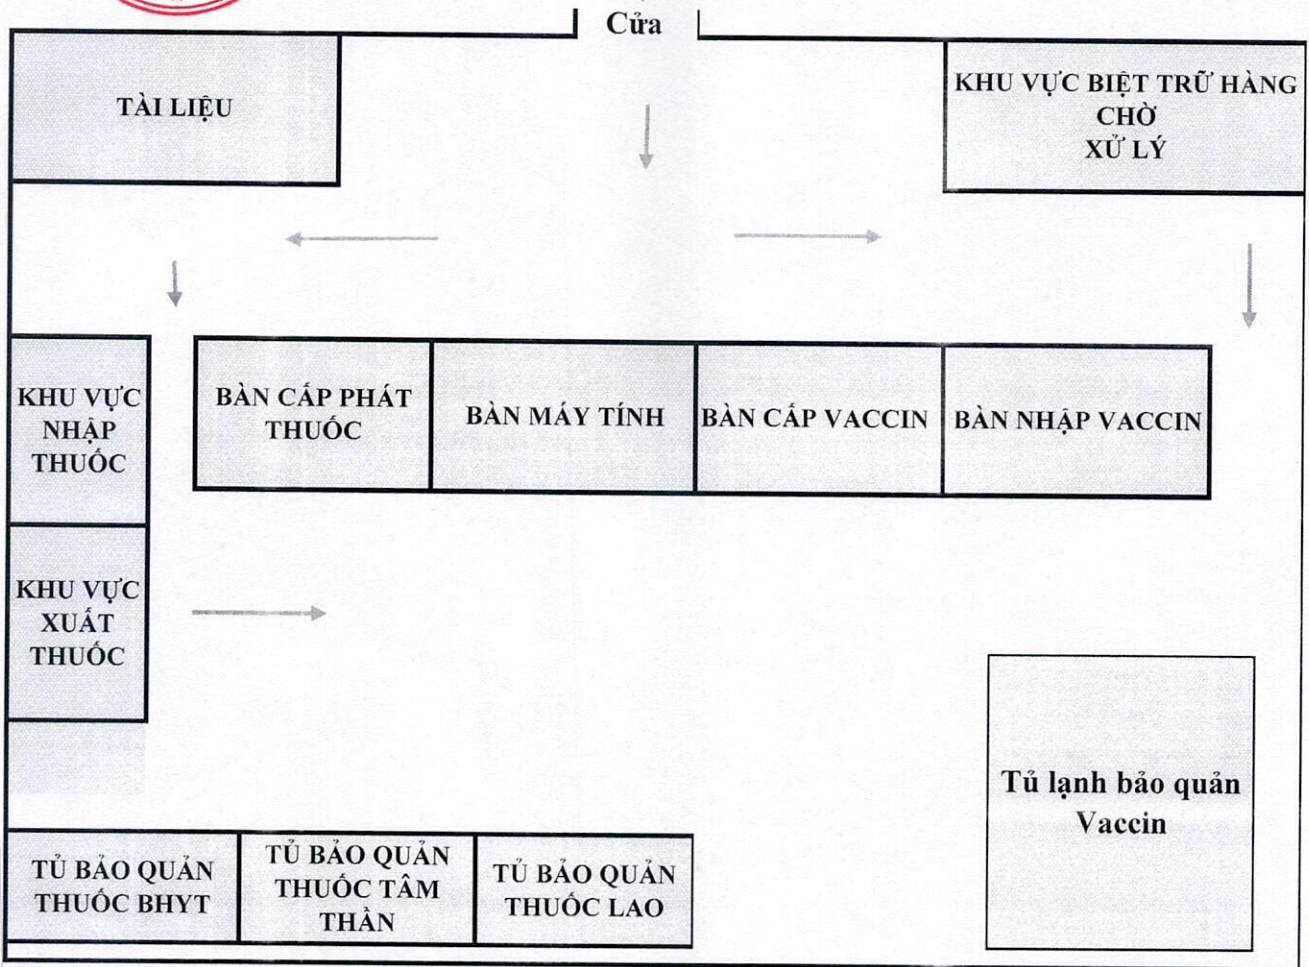 Cửa
TÀI LIỆU
KHU VỰC BIỆT TRỮ HÀNG
CHỜ
XỬ LÝ
KHU VỰC
NHẬP
THUỐC
BÀN CẤP PHÁT
THUỐC
BÀN MÁY TÍNH
BÀN CẤP VACCIN
BÀN NHẬP VACCIN
KHU VỰC
XUẤT
THUỐC
Tủ lạnh bảo quản
Vaccin
TỦ BẢO QUẢN
THUỐC BHYT
TỦ BẢO QUẢN
THUỐC TÂM
THẦN
TỦ BẢO QUẢN
THUỐC LAO